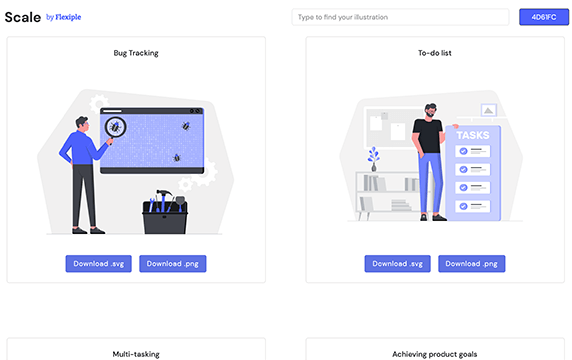 Scale by Flexiple
Type to find your illustration
4D61FC
Bug Tracking
To-do list
TASKS
Download .svg
Download .png
Download .svg
Download .png
Multi-tasking
Achieving product goals